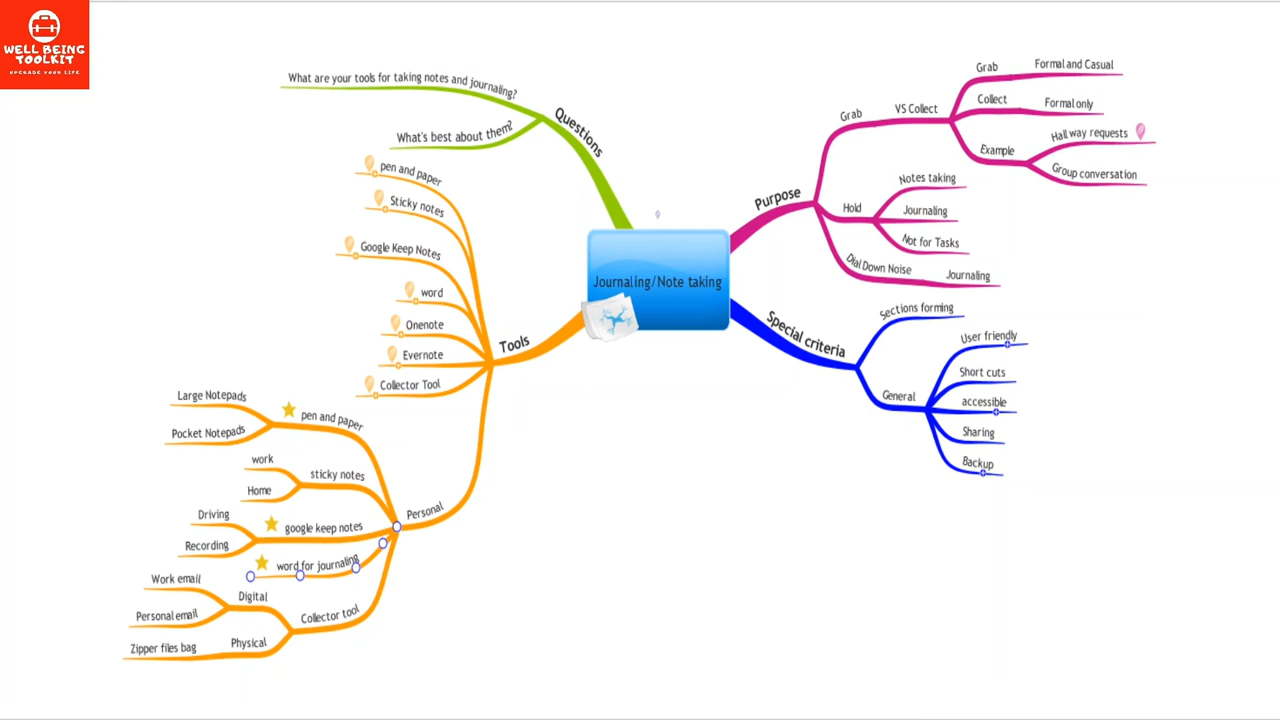 WELL BEING
TOOLKIT
UPGRADE YOUR LIFE
Journaling/Note taking
Questions
What are your tools for taking notes and journaling?
What's best about them?
Tools
pen and paper
Sticky notes
Google Keep Notes
word
Onenote
Evernote
Collector Tool
Personal
pen and paper
Large Notepads
Pocket Notepads
sticky notes
work
Home
google keep notes
Driving
Recording
word for journaling
Collector tool
Digital
Work email
Personal email
Physical
Zipper files bag
Purpose
Grab
VS Collect
Grab
Formal and Casual
Collect
Formal only
Example
Hall way requests
Group conversation
Hold
Notes taking
Journaling
Not for Tasks
Dial Down Noise
Journaling
Special criteria
Sections forming
General
User friendly
Short cuts
accessible
Sharing
Backup